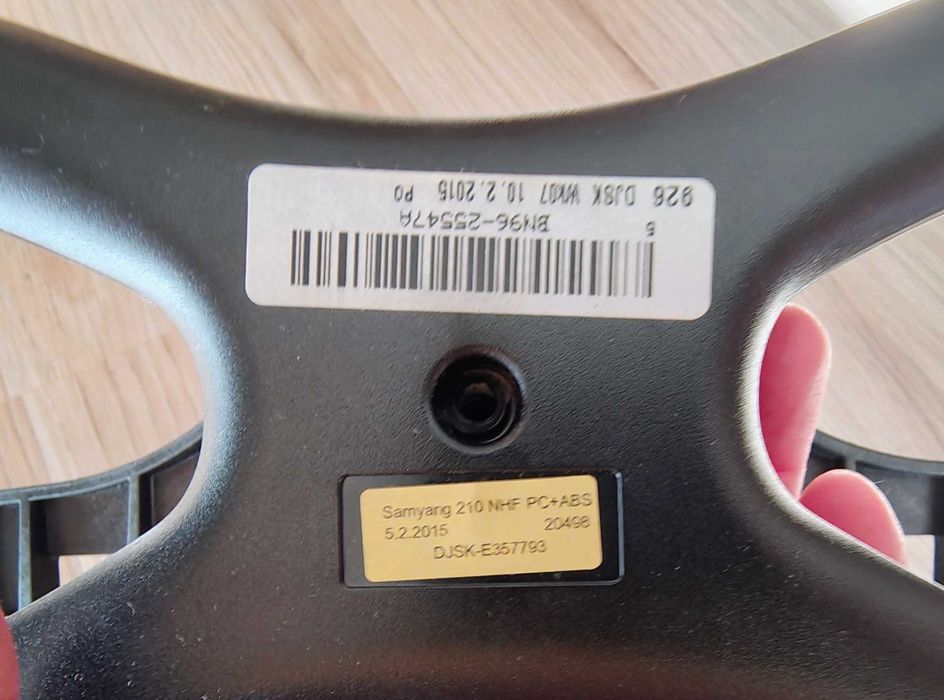 5 BN96-25547A
926 DJSK WK07 10.2.2015 P0
Samyang 210 NHF PC+ABS
5.2.2015 20498
DJSK-E357793